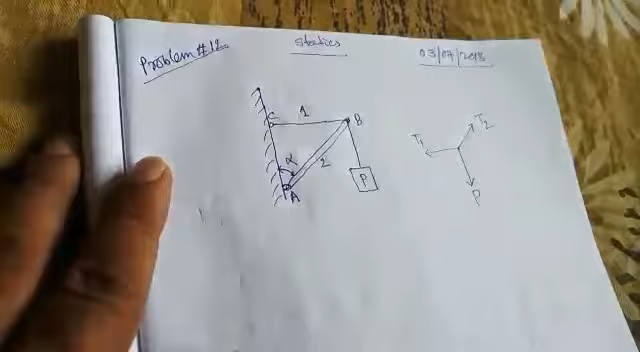 Problem # 12.
Statics
03/07/2018
C
1
B
α
2
P
A
T1
T2
P